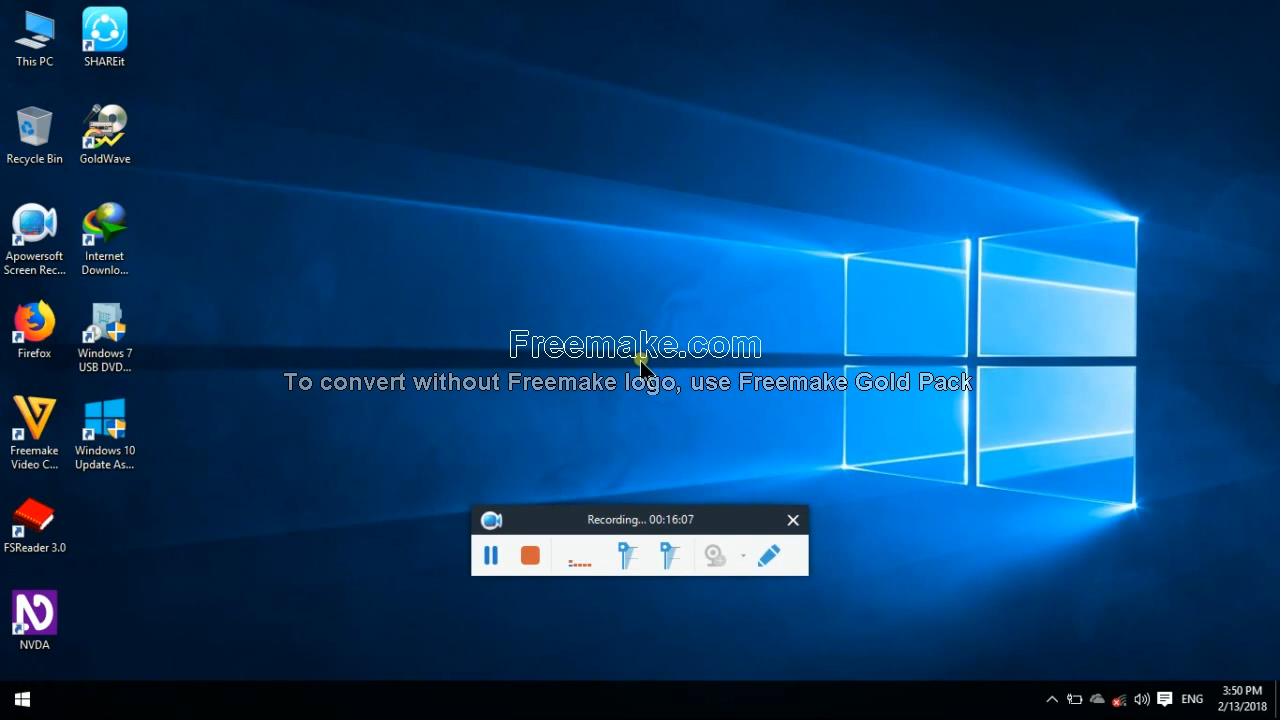 This PC
SHAREit
Recycle Bin
GoldWave
Apowersoft
Screen Rec...
Internet
Downlo...
Firefox
Windows 7
USB DVD...
Freemake
Video C...
Windows 10
Update As...
FSReader 3.0
NVDA
Freemake.com
To convert without Freemake logo, use Freemake Gold Pack
Recording... 00:16:07
ENG
3:50 PM
2/13/2018